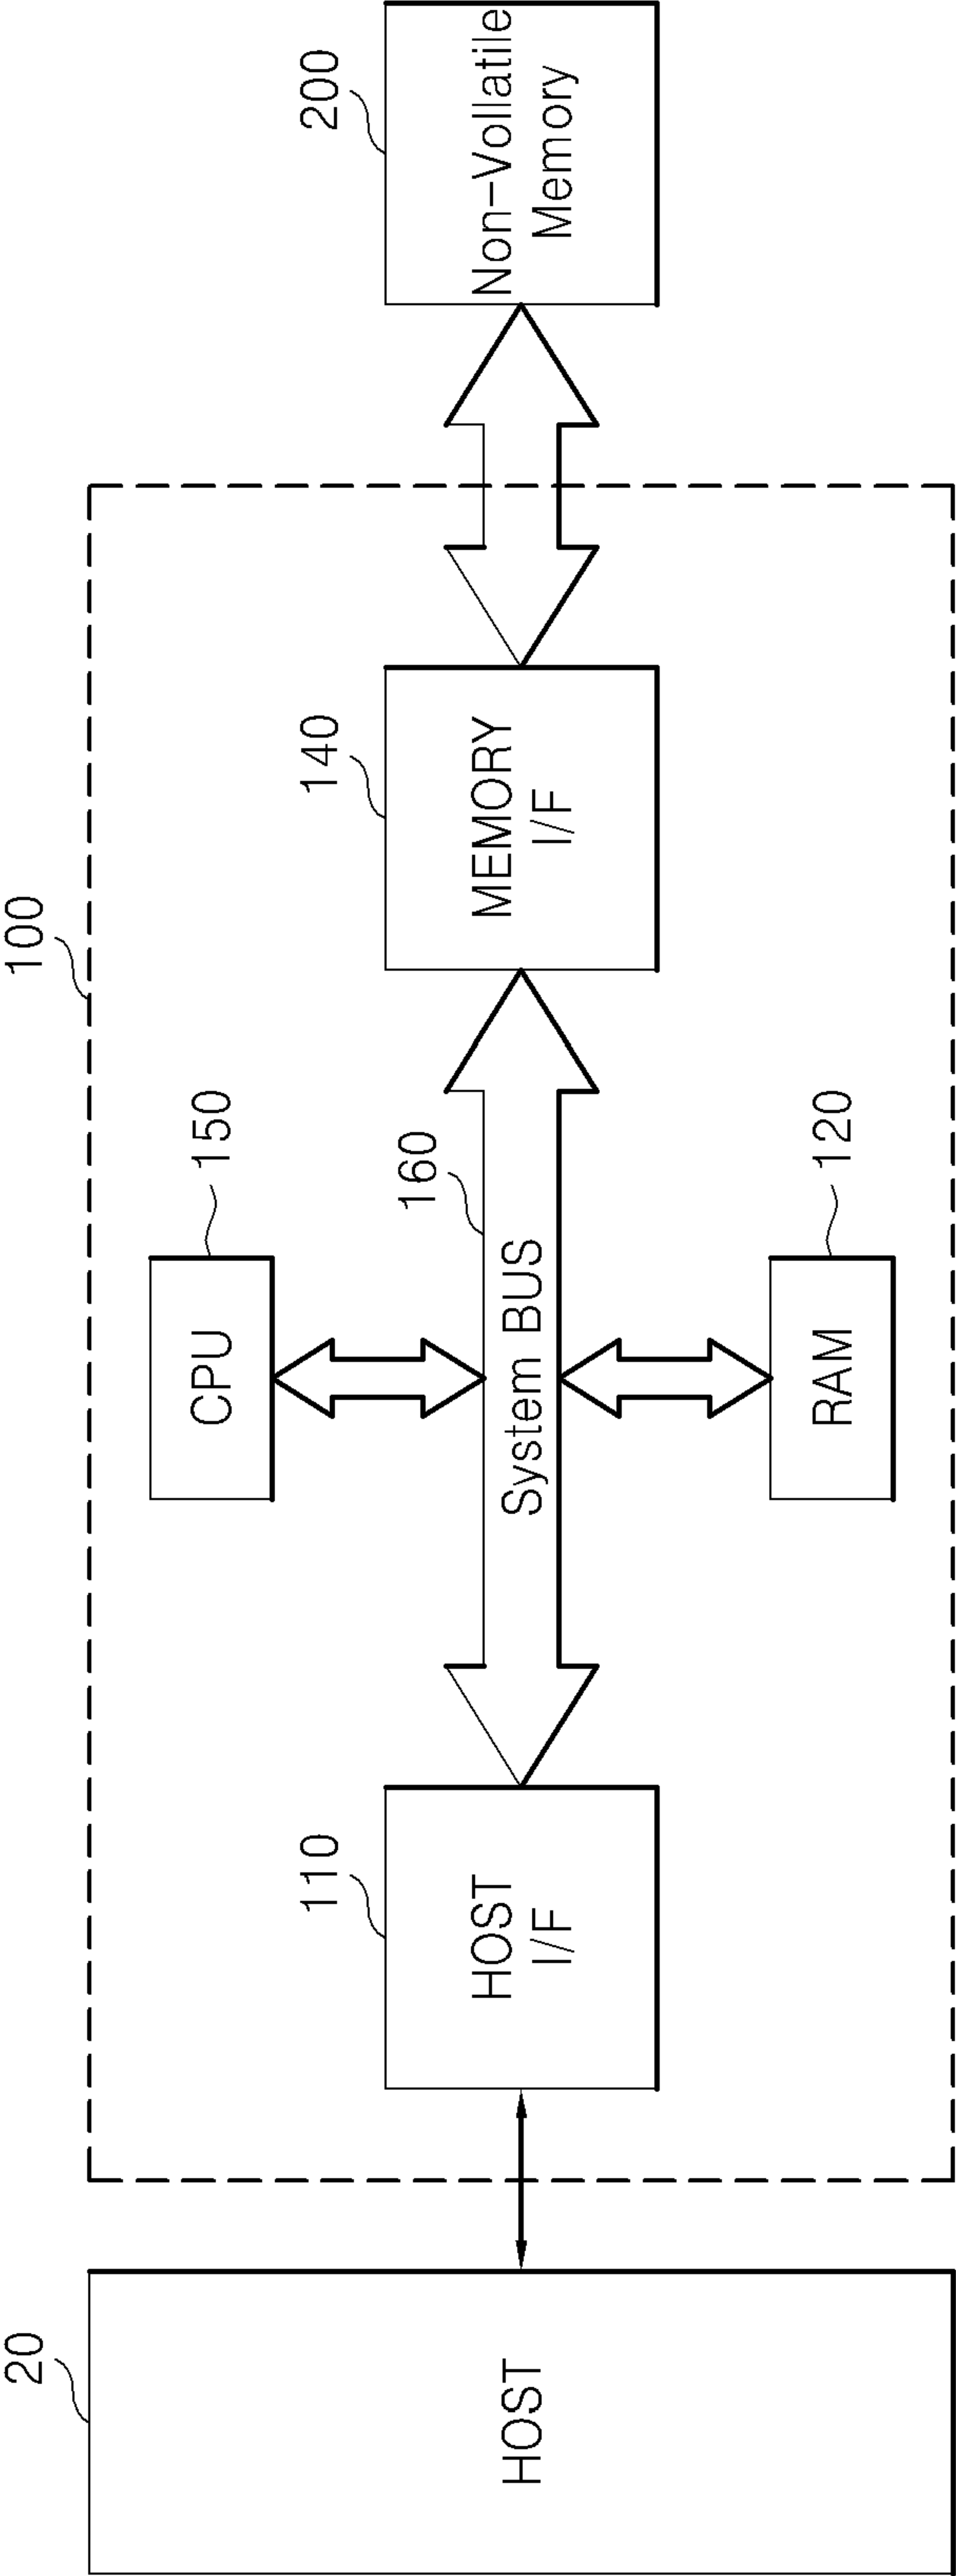 100
20
HOST
110
HOST
I/F
150
CPU
160
System BUS
RAM
120
140
MEMORY
I/F
200
Non-Vollatile
Memory